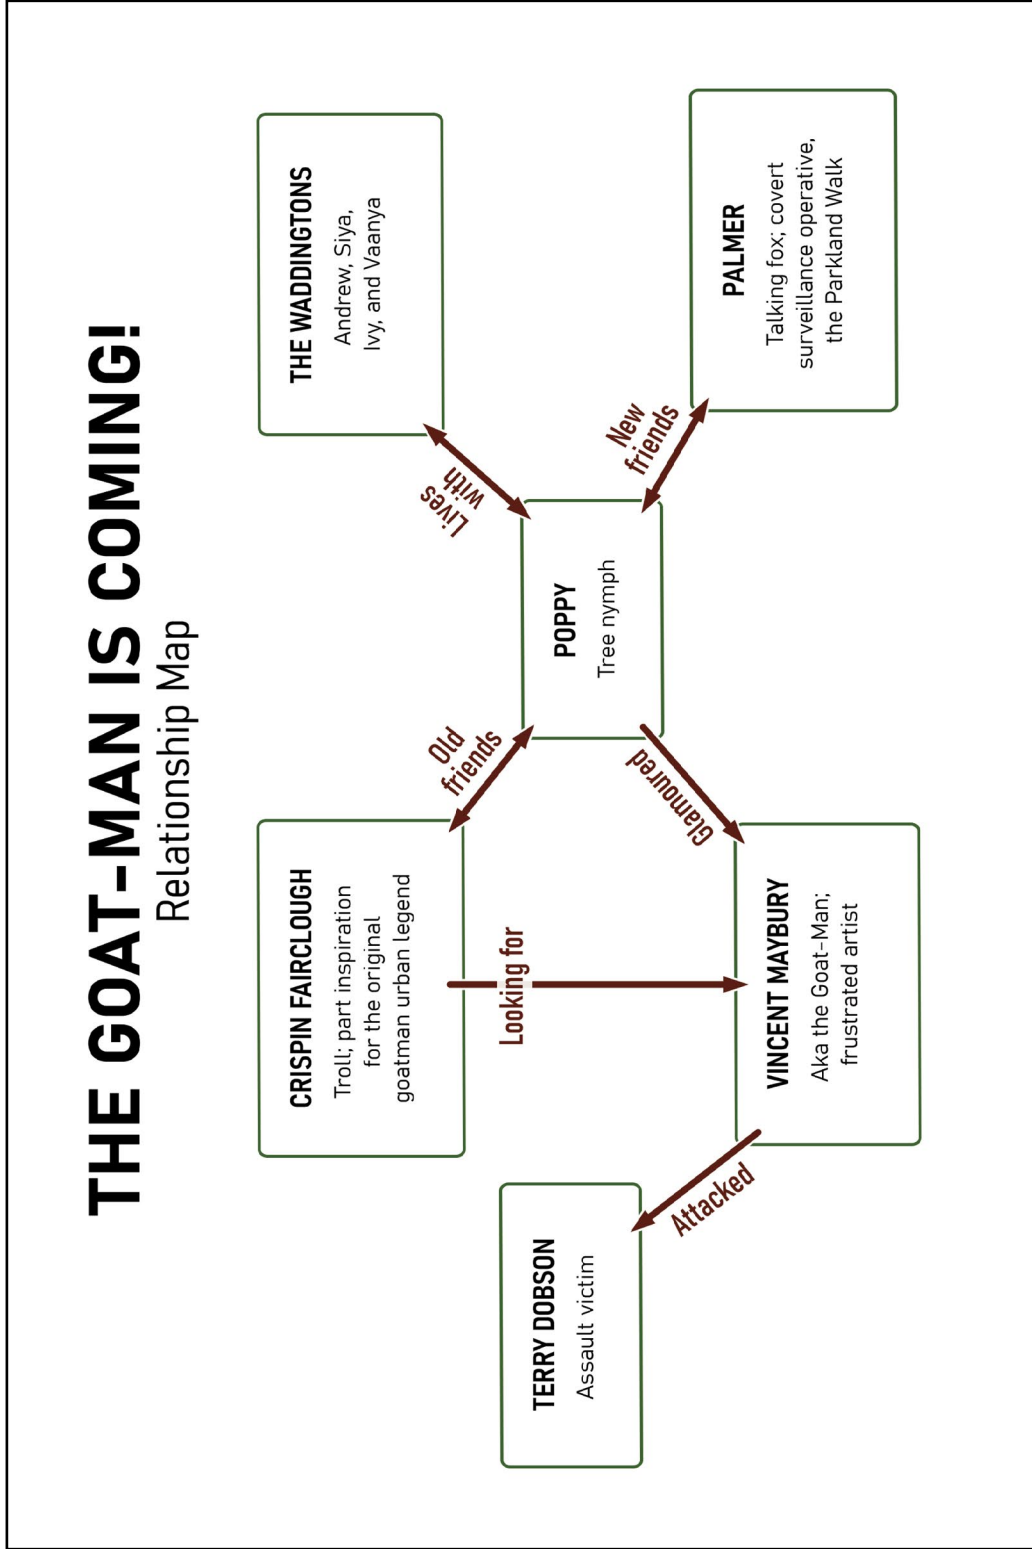 THE GOAT-MAN IS COMING!
Relationship Map
CRISPIN FAIRCLOUGH
Troll; part inspiration
for the original
goatman urban legend
THE WADDINGTONS
Andrew, Siya,
Ivy, and Vaanya
Old
friends
Lives
with
Looking for
TERRY DOBSON
Assault victim
POPPY
Tree nymph
Attacked
Glamoured
New
friends
VINCENT MAYBURY
Aka the Goat-Man;
frustrated artist
PALMER
Talking fox; covert
surveillance operative,
the Parkland Walk